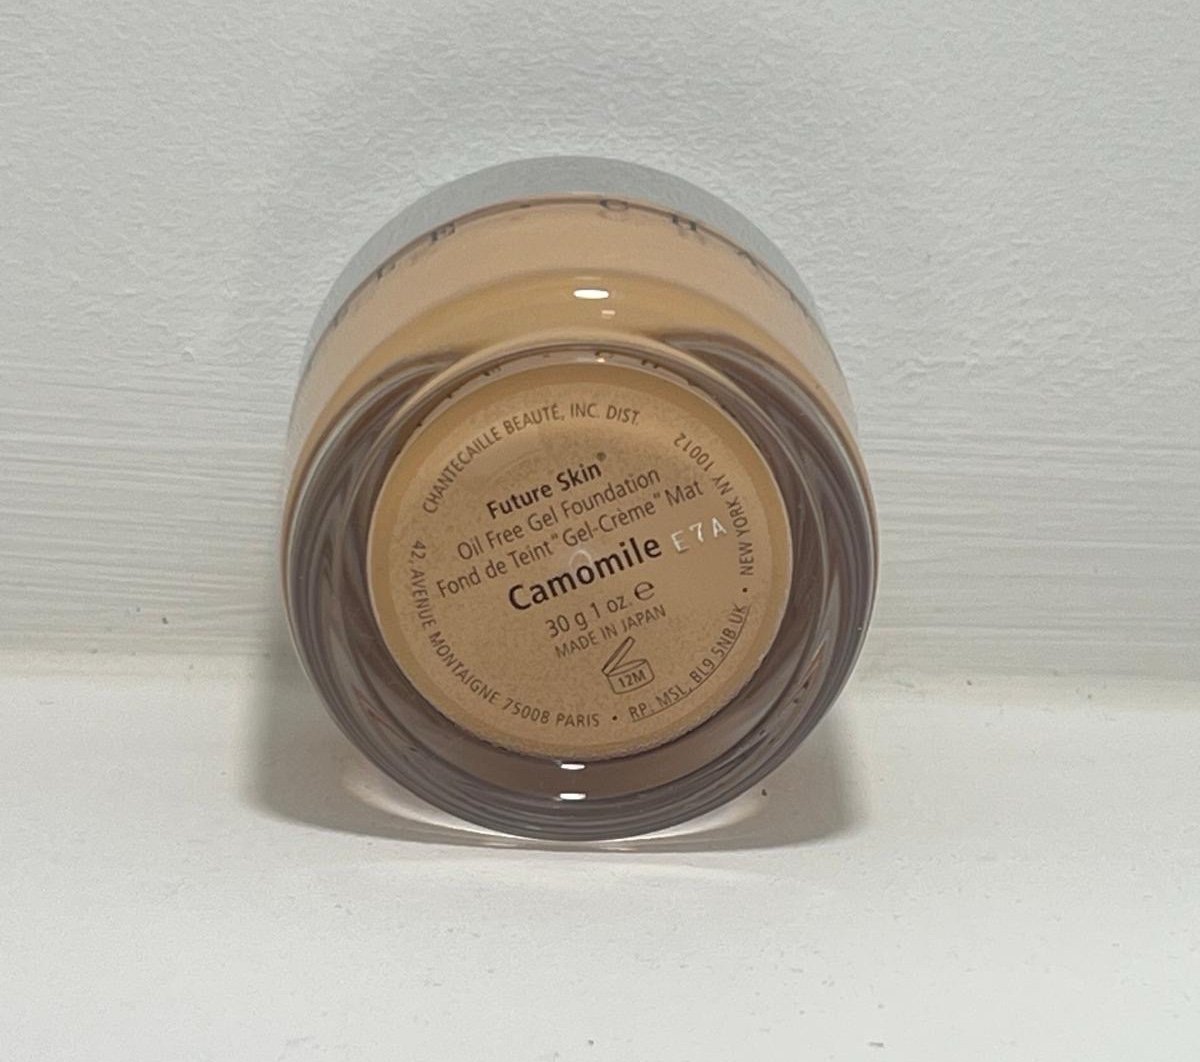 CHANTECAILLE BEAUTÉ, INC. DIST.
NEW YORK NY 10012
Future Skin®
Oil Free Gel Foundation
Fond de Teint "Gel-Crème" Mat
Camomile E7A
30 g 1 oz. ℮
MADE IN JAPAN
12M
42, AVENUE MONTAIGNE 75008 PARIS • RP: MSL, BL9 5NB UK •